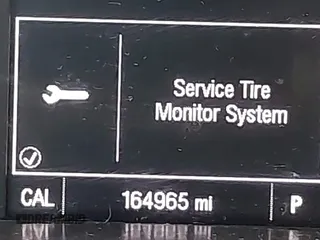 Service Tire
Monitor System
CAL 164965 mi P